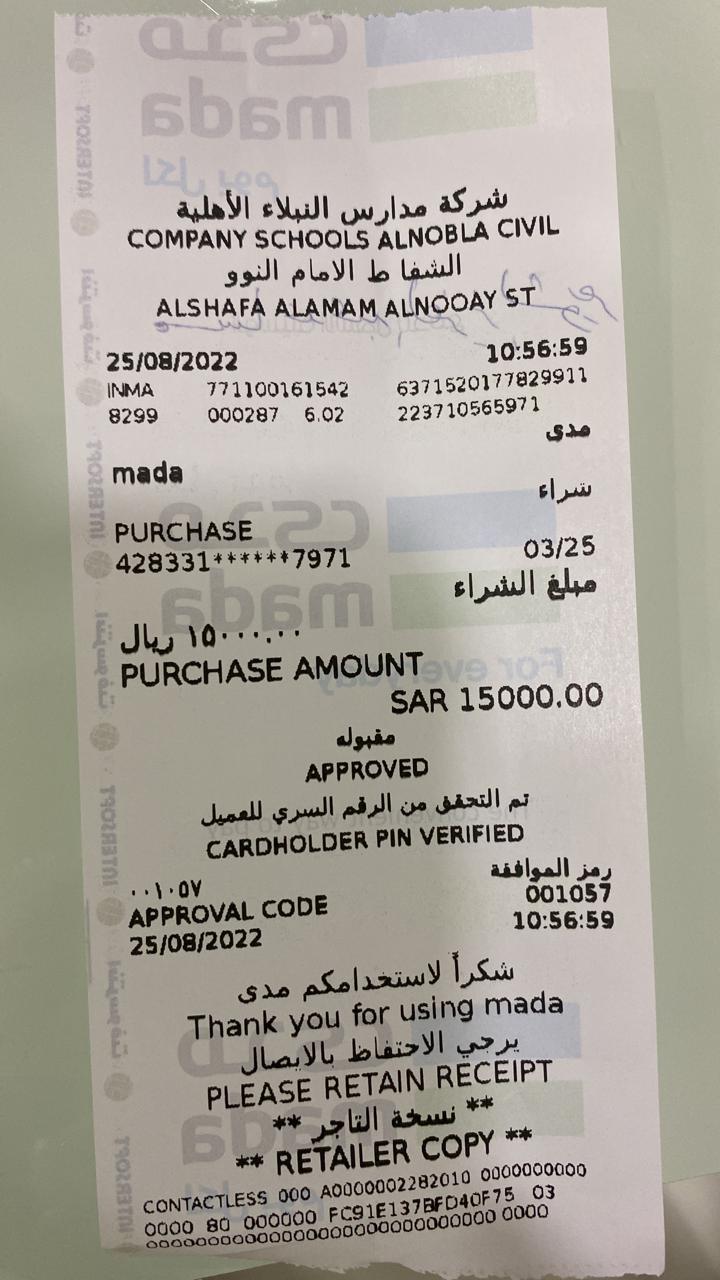 شركة مدارس النبلاء الأهلية
COMPANY SCHOOLS ALNOBLA CIVIL
الشفا ط الامام النوو
ALSHAFA ALAMAM ALNOOAY ST
25/08/2022 10:56:59
INMA 771100161542 6371520177829911
8299 000287 6.02 223710565971
مدى
mada
شراء
PURCHASE
428331******7971 03/25
مبلغ الشراء
١٥٠٠٠.٠٠ ريال
PURCHASE AMOUNT
SAR 15000.00
مقبوله
APPROVED
تم التحقق من الرقم السري للعميل
CARDHOLDER PIN VERIFIED
رمز الموافقة
٠٠١٠٥٧
001057
APPROVAL CODE
25/08/2022 10:56:59
شكراً لاستخدامكم مدى
Thank you for using mada
يرجي الاحتفاظ بالايصال
PLEASE RETAIN RECEIPT
** نسخة التاجر **
** RETAILER COPY **
CONTACTLESS 000 A0000002282010 0000000000
0000 80 000000 FC91E137BFD40F75 03